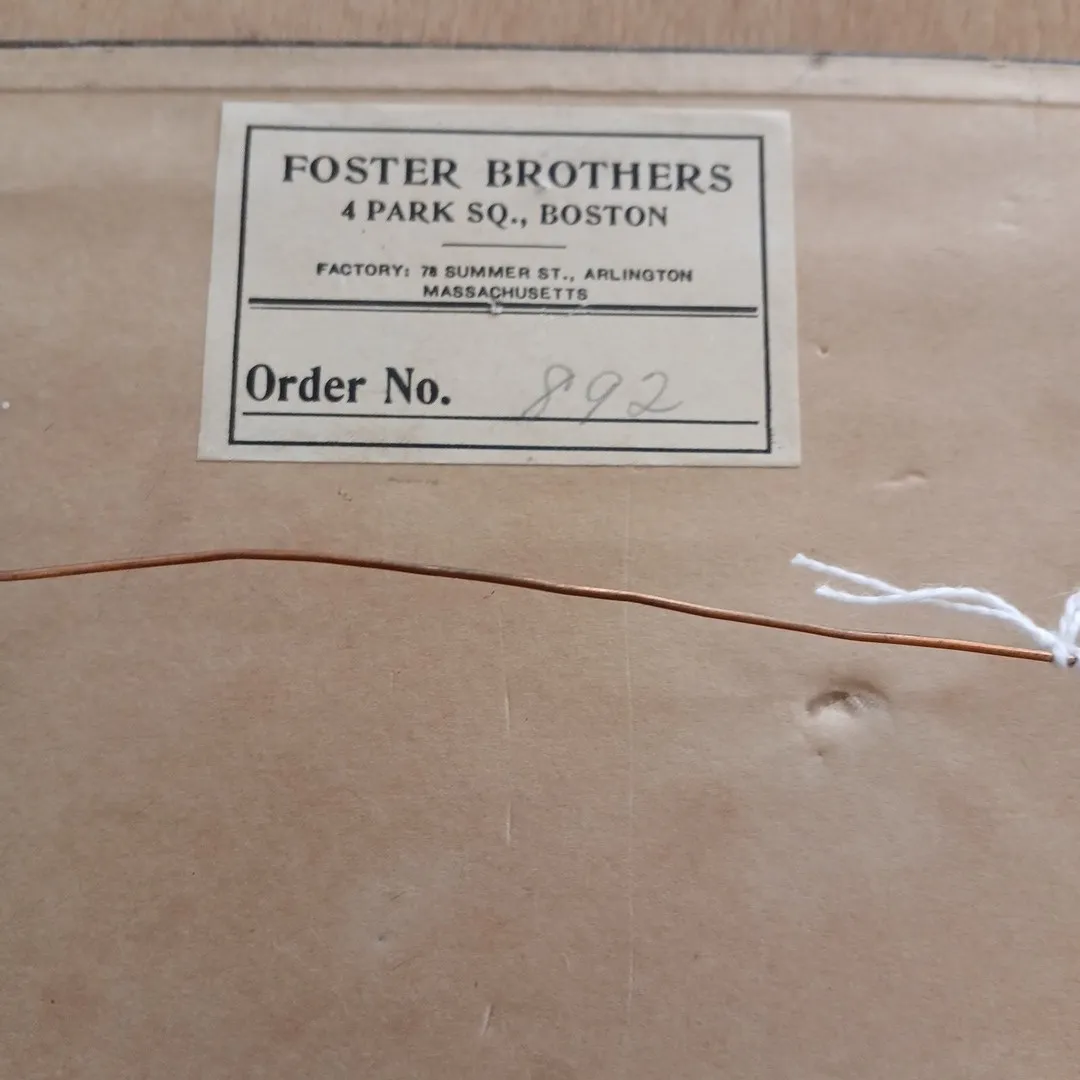 FOSTER BROTHERS
4 PARK SQ., BOSTON
FACTORY: 78 SUMMER ST., ARLINGTON
MASSACHUSETTS
Order No. 892